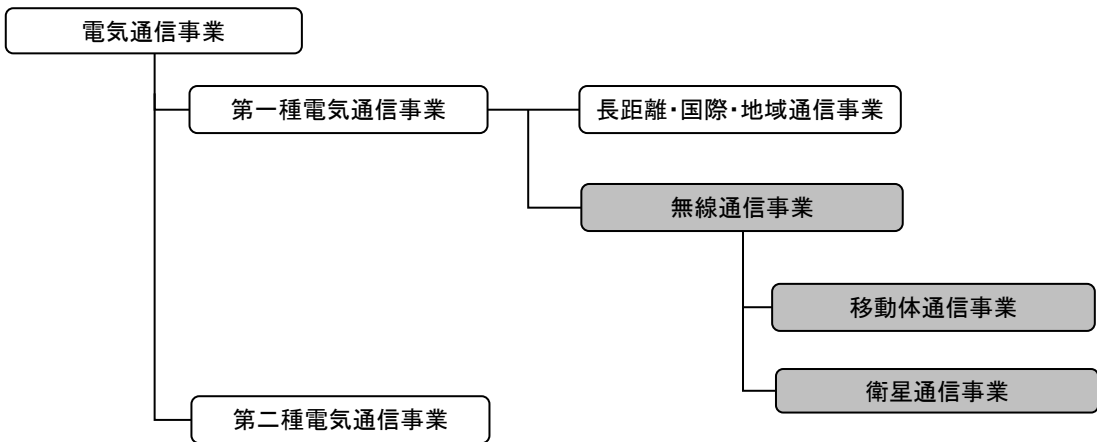 電気通信事業
第一種電気通信事業
長距離・国際・地域通信事業
無線通信事業
移動体通信事業
衛星通信事業
第二種電気通信事業